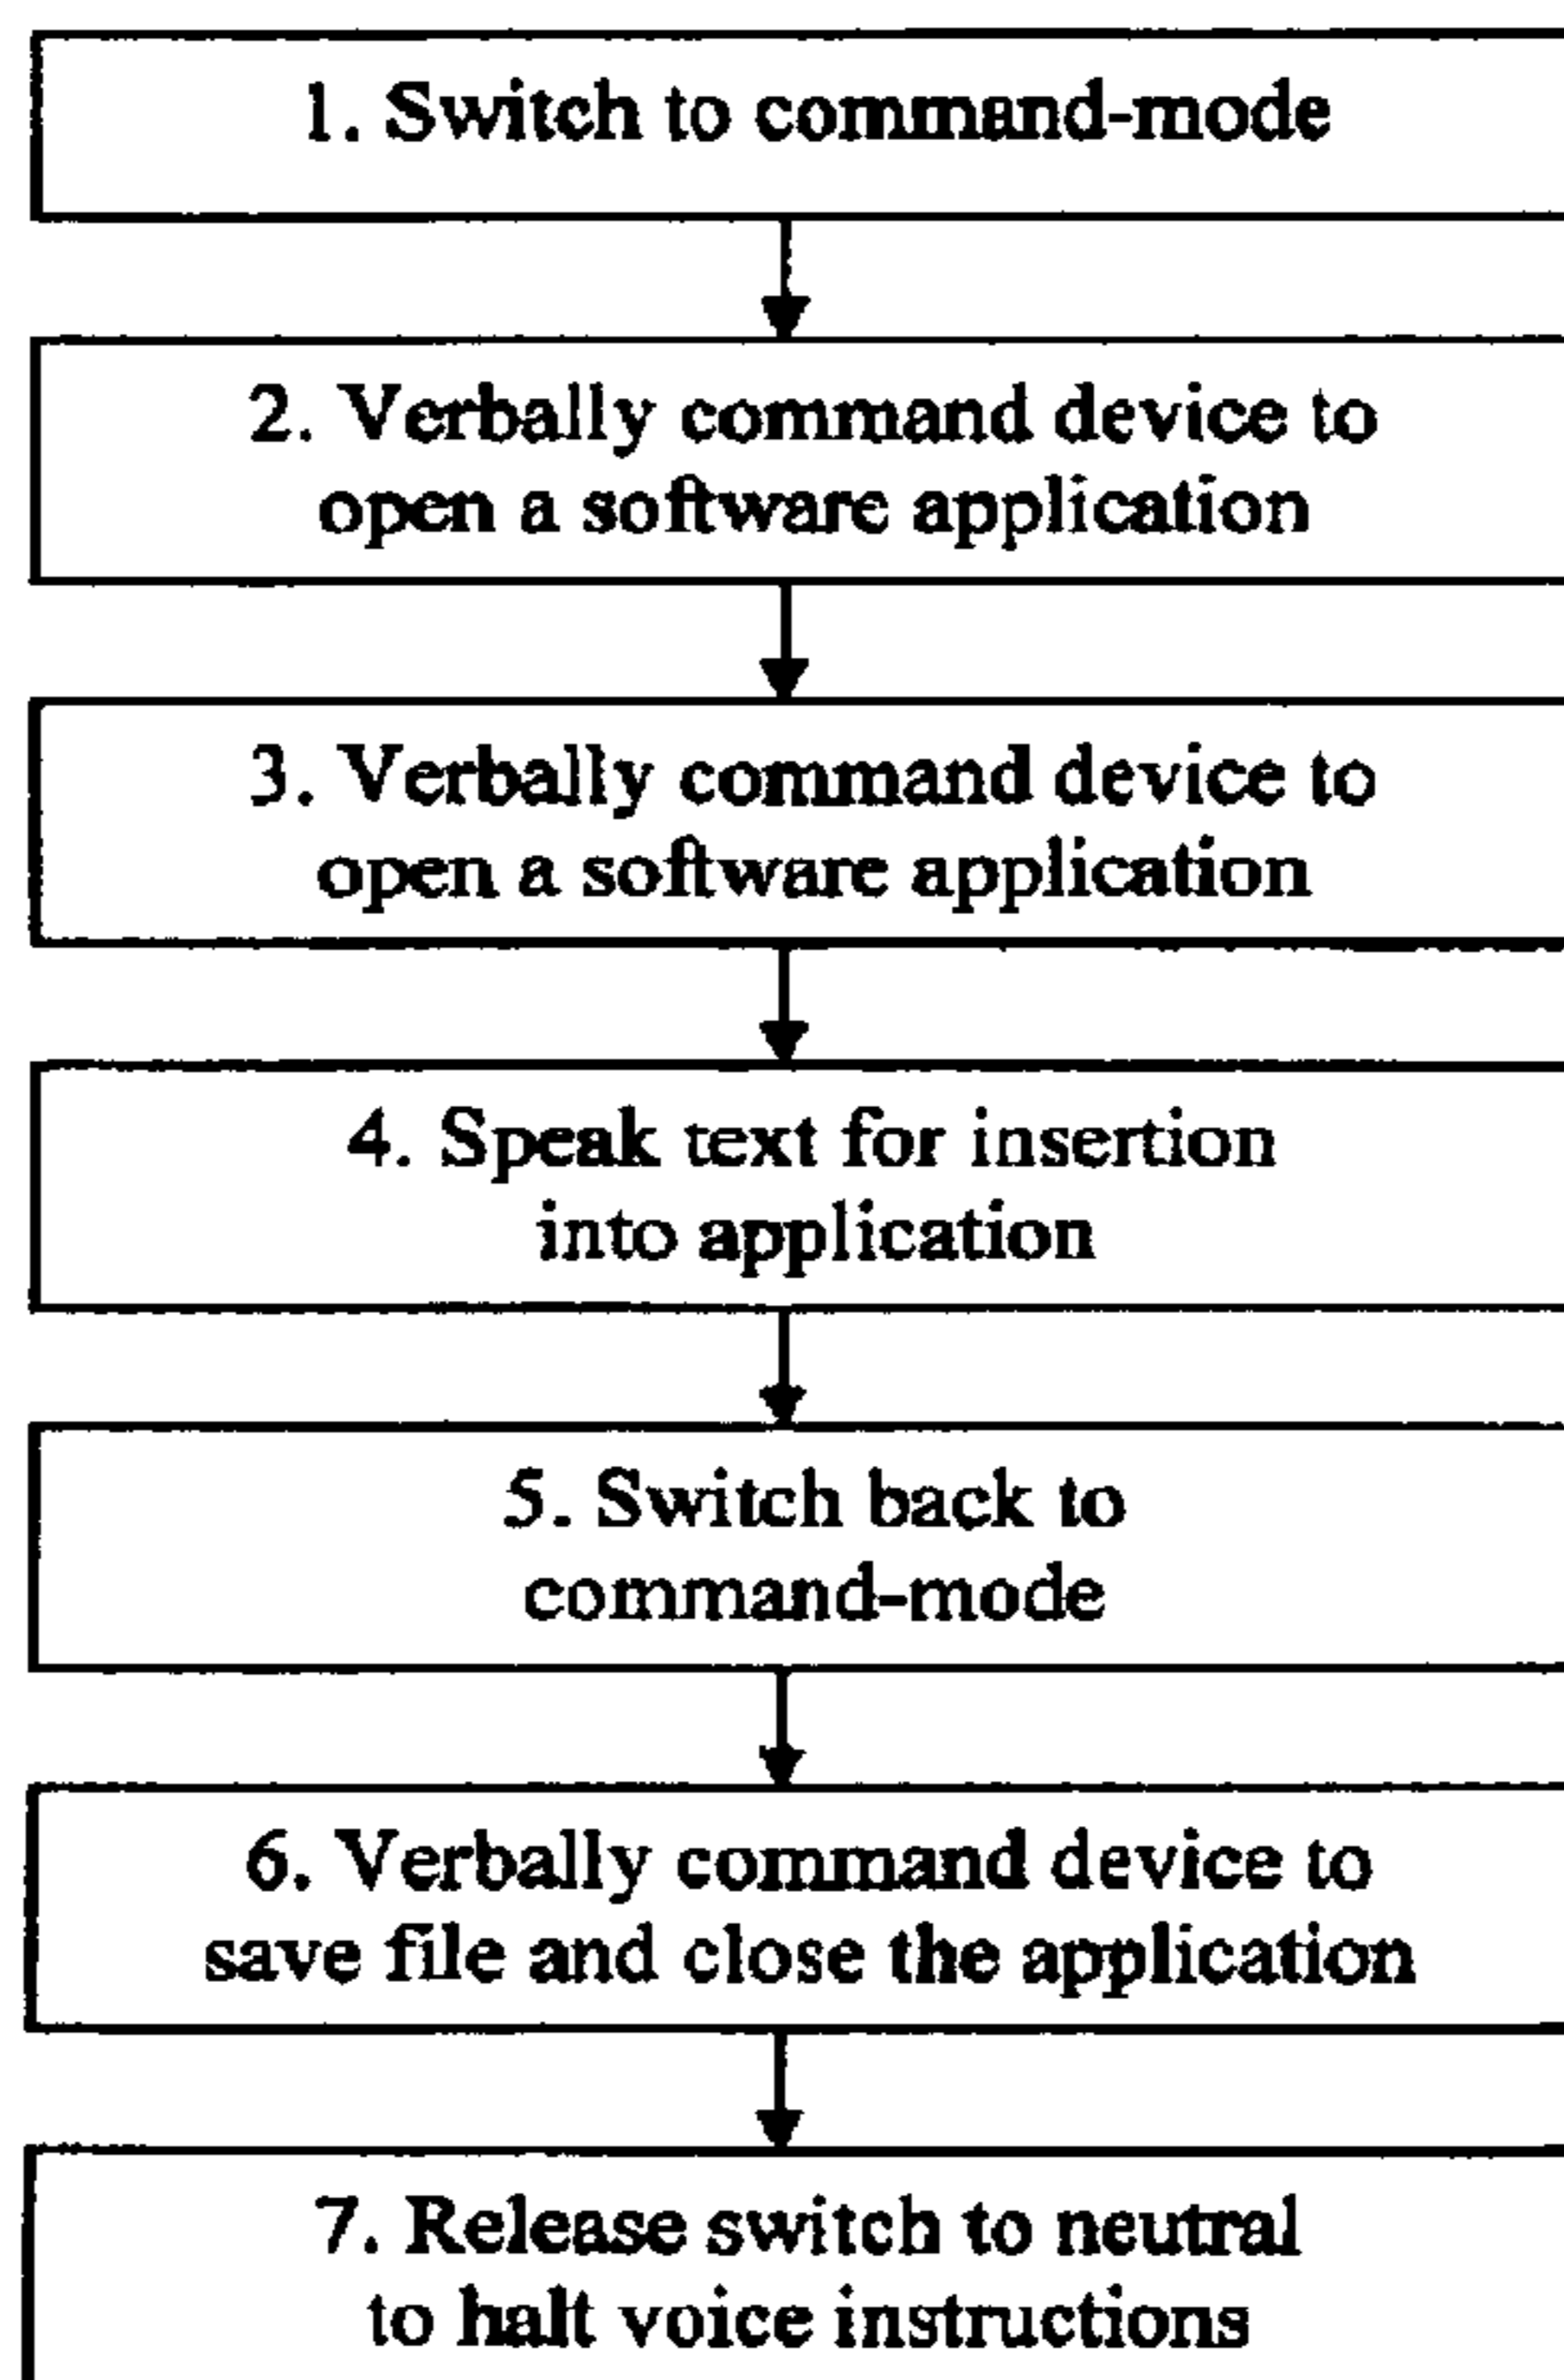 1. Switch to command-mode
2. Verbally command device to
open a software application
3. Verbally command device to
open a software application
4. Speak text for insertion
into application
5. Switch back to
command-mode
6. Verbally command device to
save file and close the application
7. Release switch to neutral
to halt voice instructions